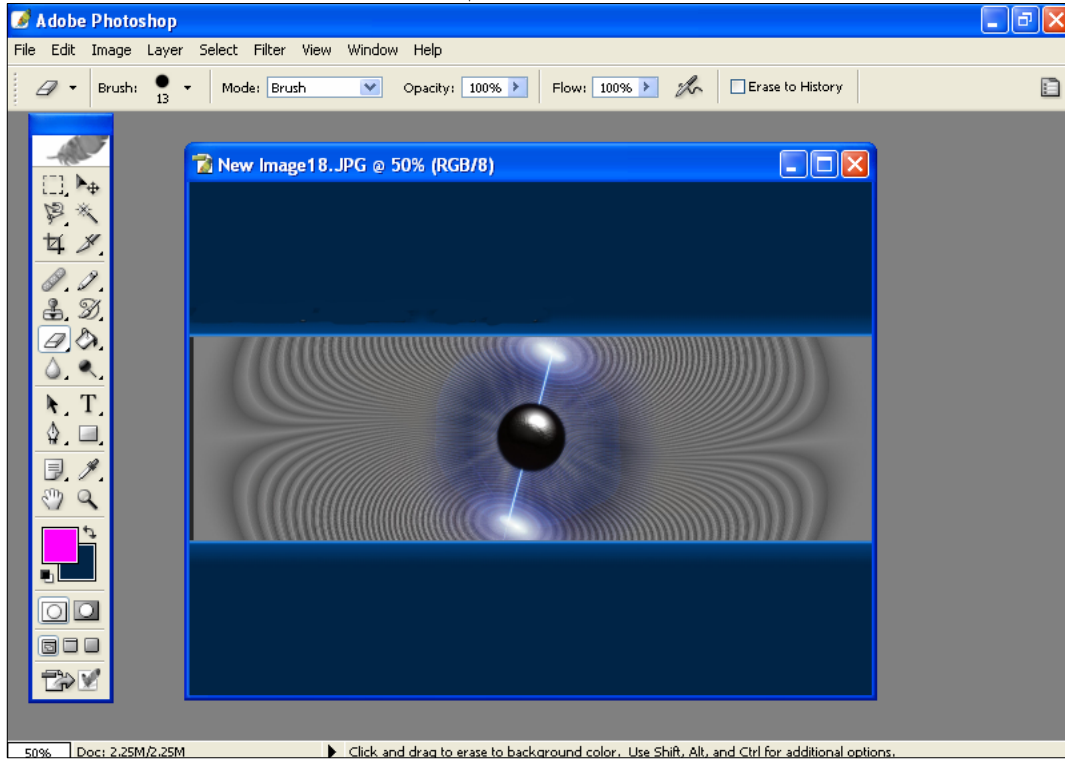 Adobe Photoshop
File Edit Image Layer Select Filter View Window Help
Brush: 13 Mode: Brush Opacity: 100% Flow: 100% Erase to History
New Image18.JPG @ 50% (RGB/8)
T
50% Doc: 2.25M/2.25M Click and drag to erase to background color. Use Shift, Alt, and Ctrl for additional options.